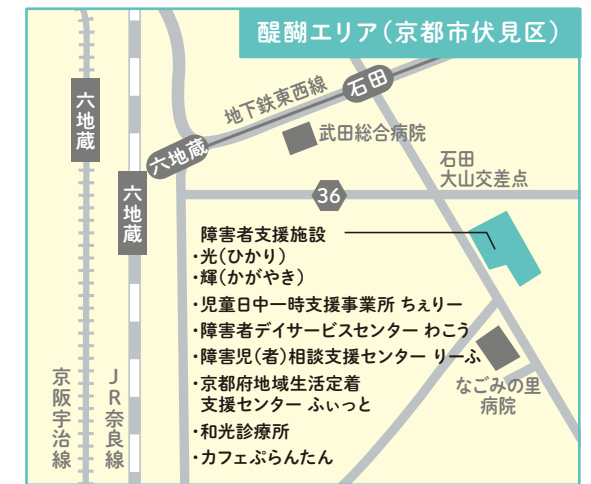 醍醐エリア（京都市伏見区）
六地蔵
地下鉄東西線
石田
六地蔵
武田総合病院
石田
大山交差点
六地蔵
36
障害者支援施設
・光（ひかり）
・輝（かがやき）
・児童日中一時支援事業所 ちぇりー
・障害者デイサービスセンター わこう
・障害児（者）相談支援センター りーふ
・京都府地域生活定着
支援センター ふぃっと
・和光診療所
・カフェぷらんたん
なごみの里
病院
京阪宇治線
JR奈良線